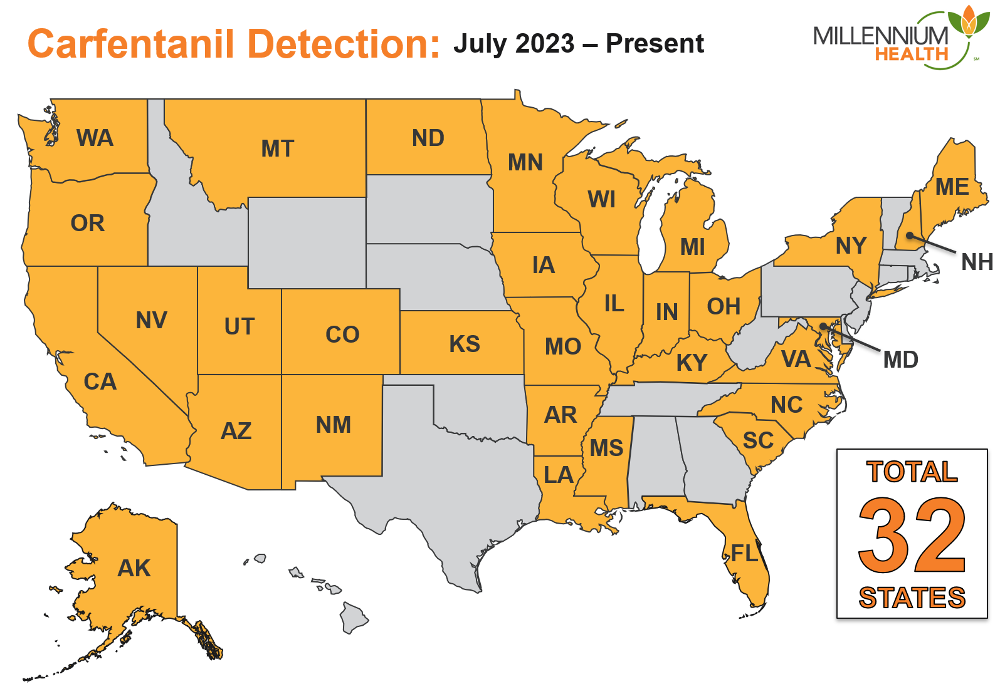 Carfentanil Detection: July 2023 – Present
MILLENNIUM
HEALTH
SM
WA
MT
ND
MN
WI
MI
ME
OR
NY
NH
IA
NV
UT
CO
KS
MO
IL
IN
OH
MD
KY
VA
CA
AZ
NM
AR
NC
SC
MS
LA
AK
FL
TOTAL
32
STATES